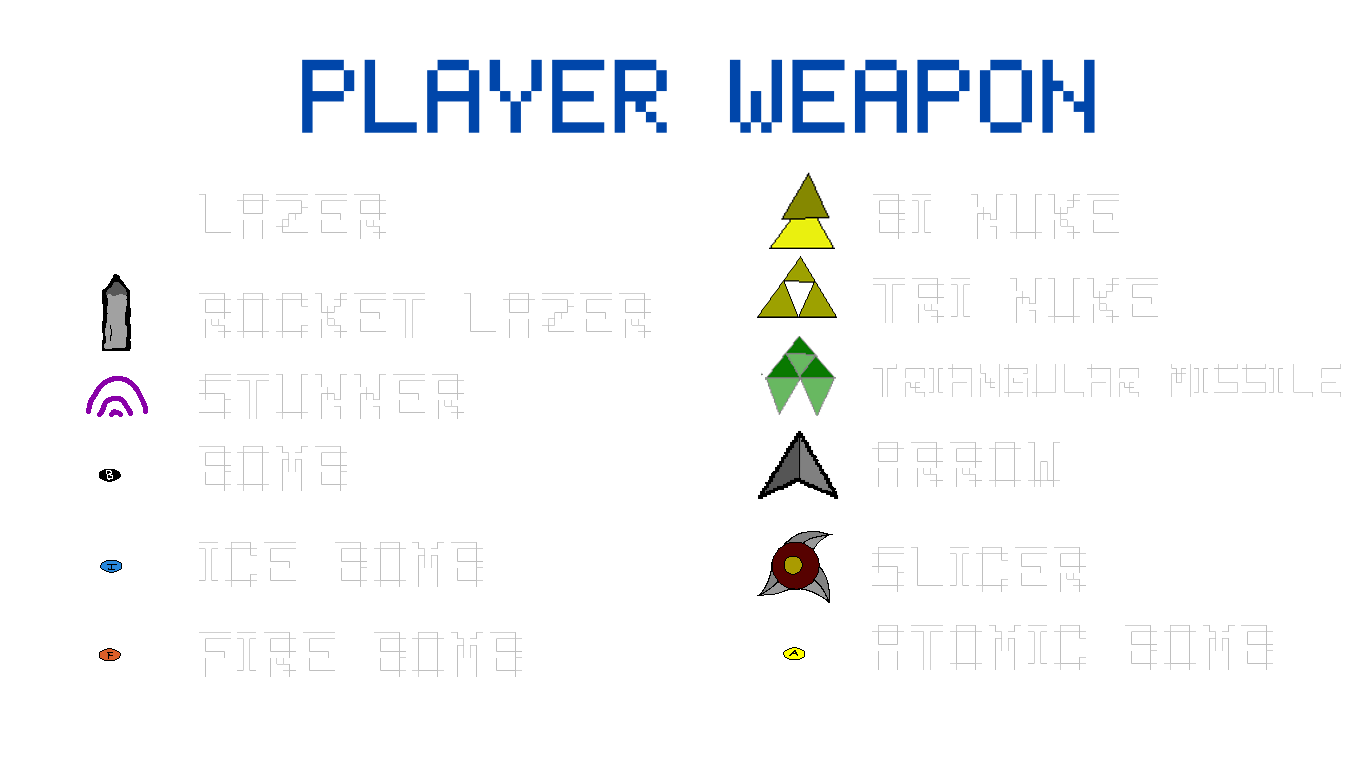 PLAYER WEAPON
LAZER
ROCKET LAZER
STUNNER
B BOMB
I ICE BOMB
F FIRE BOMB
BI NUKE
TRI NUKE
TRIANGULAR MISSILE
ARROW
SLICER
A ATOMIC BOMB